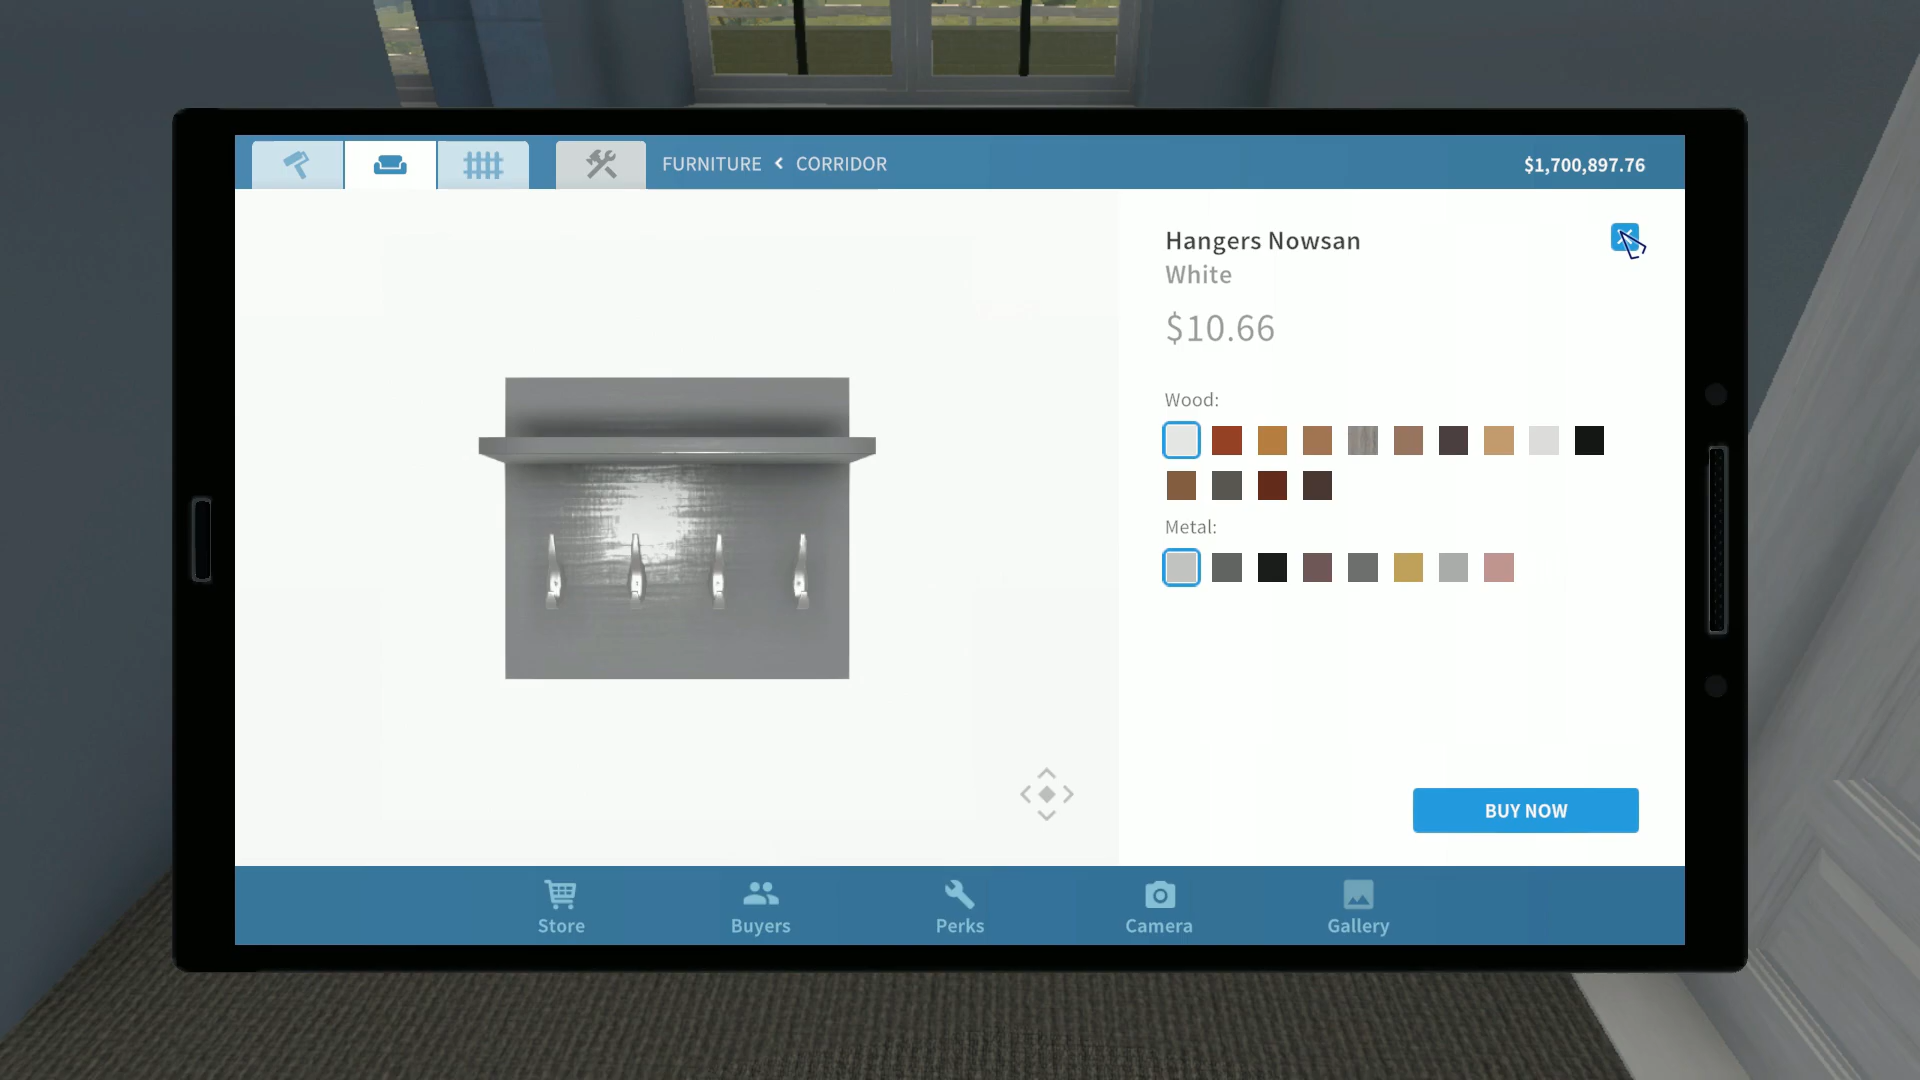 FURNITURE < CORRIDOR
$1,700,897.76
Hangers Nowsan
White
$10.66
Wood:
Metal:
BUY NOW
Store
Buyers
Perks
Camera
Gallery